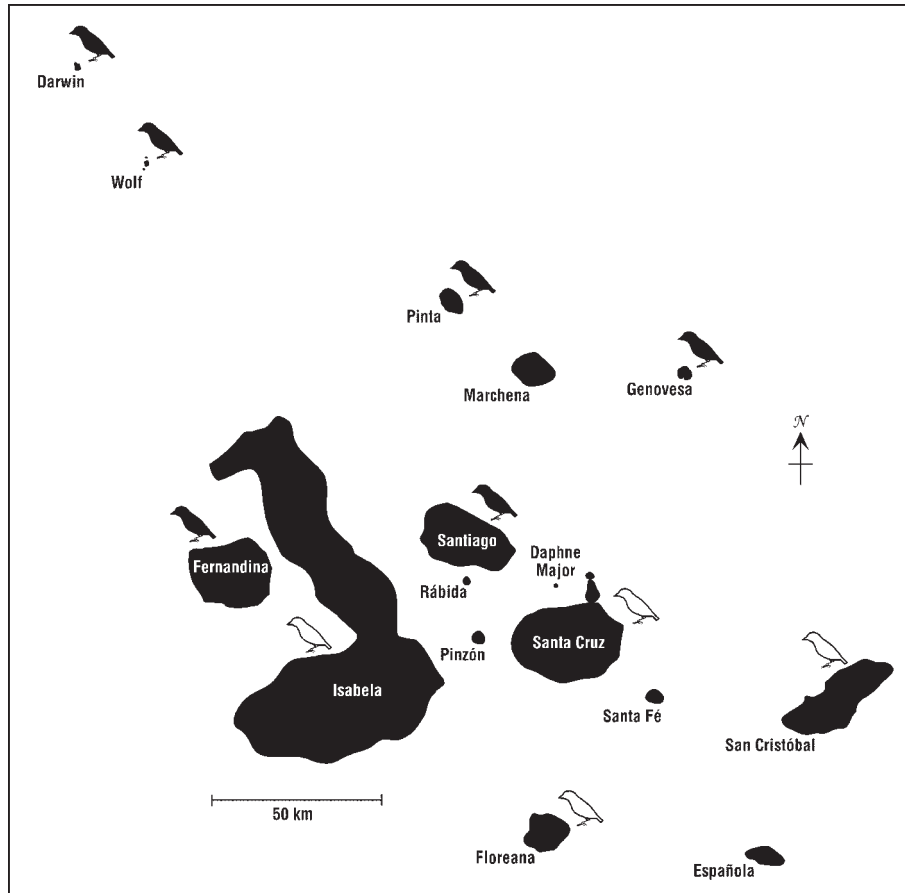 Darwin
Wolf
Pinta
Marchena
Genovesa
N
Santiago
Daphne
Major
Fernandina
Rábida
Santa Cruz
Pinzón
Isabela
Santa Fé
San Cristóbal
50 km
Floreana
Española